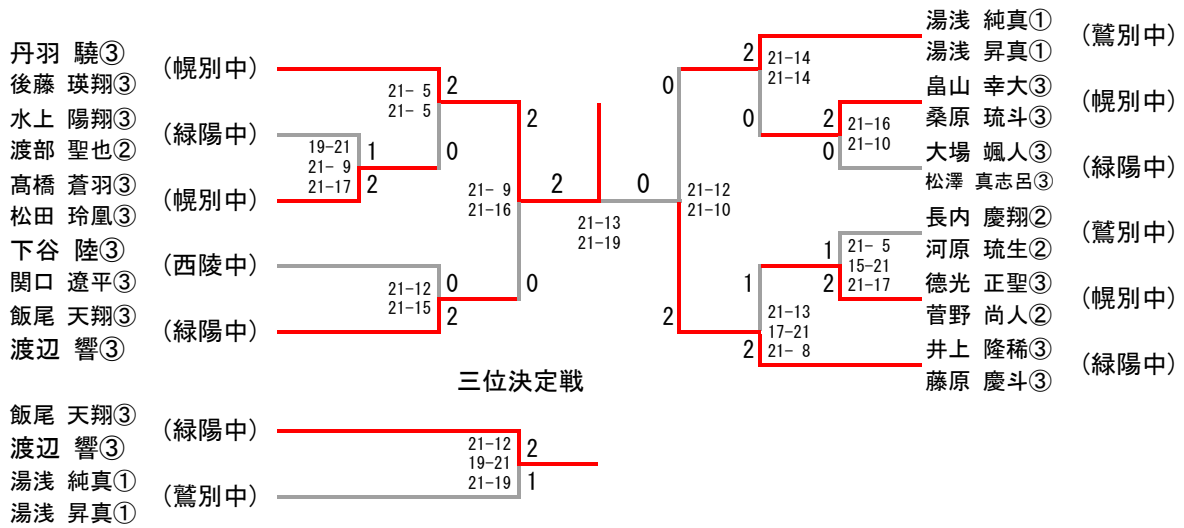 丹羽 驍③
後藤 瑛翔③
(幌別中)
水上 陽翔③
渡部 聖也②
(緑陽中)
髙橋 蒼羽③
松田 玲凰③
(幌別中)
下谷 陸③
関口 遼平③
(西陵中)
飯尾 天翔③
渡辺 響③
(緑陽中)
21- 5
21- 5
2
0
19-21
21- 9
21-17
1
2
21-12
21-15
0
2
21- 9
21-16
2
0
2
0
21-13
21-19
湯浅 純真①
湯浅 昇真①
(鷲別中)
畠山 幸大③
桑原 琉斗③
(幌別中)
大場 颯人③
松澤 真志呂③
(緑陽中)
長内 慶翔②
河原 琉生②
(鷲別中)
德光 正聖③
菅野 尚人②
(幌別中)
井上 隆稀③
藤原 慶斗③
(緑陽中)
2
0
21-14
21-14
2
0
21-16
21-10
0
2
21-12
21-10
1
2
21- 5
15-21
21-17
1
2
21-13
17-21
21- 8
三位決定戦
飯尾 天翔③
渡辺 響③
(緑陽中)
湯浅 純真①
湯浅 昇真①
(鷲別中)
21-12
19-21
21-19
2
1